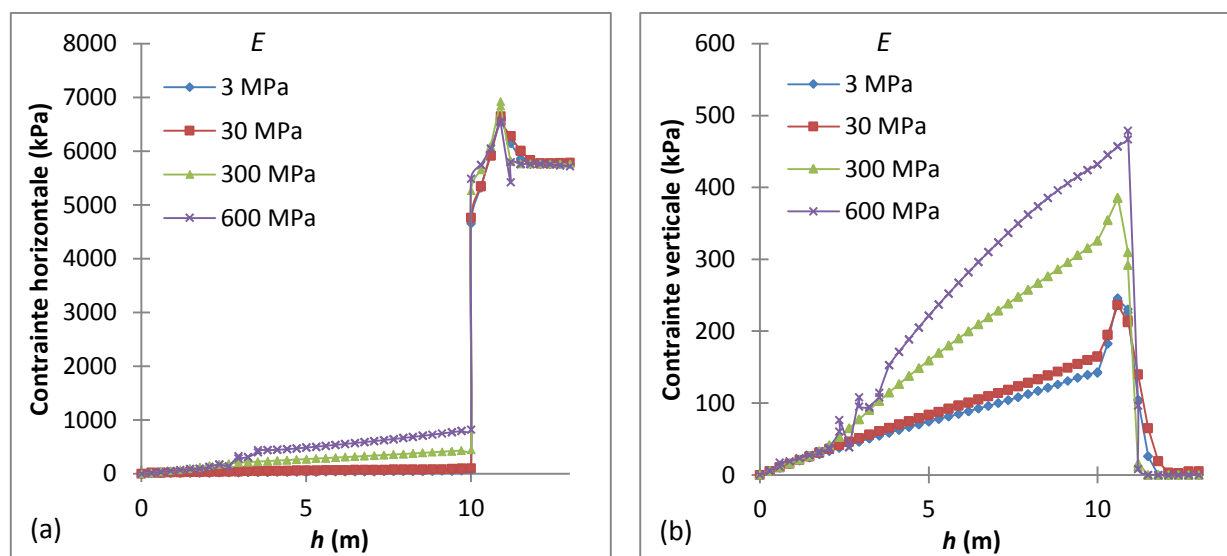 E
3 MPa
30 MPa
300 MPa
600 MPa
8000
7000
6000
5000
4000
3000
2000
1000
0
Contrainte horizontale (kPa)
0
5
10
h (m)
(a)
E
3 MPa
30 MPa
300 MPa
600 MPa
600
500
400
300
200
100
0
Contrainte verticale (kPa)
0
5
10
h (m)
(b)